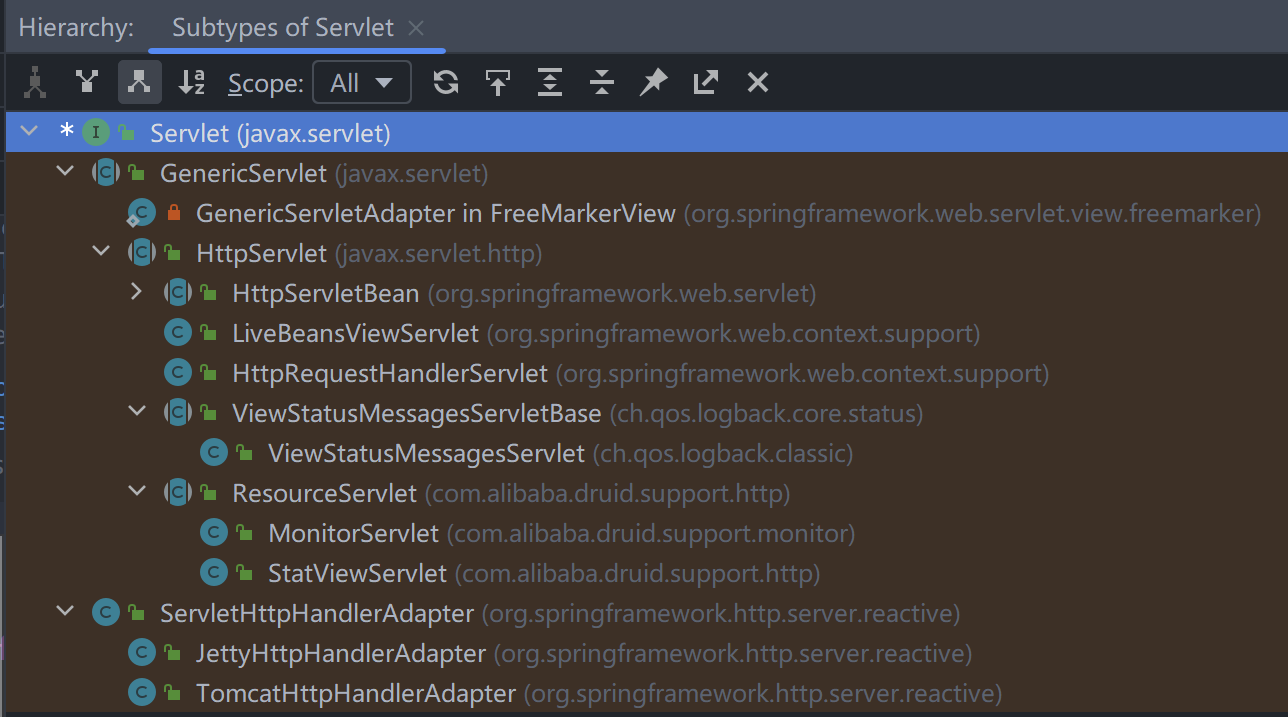 Hierarchy: Subtypes of Servlet
Scope: All
* I Servlet (javax.servlet)
C GenericServlet (javax.servlet)
C GenericServletAdapter in FreeMarkerView (org.springframework.web.servlet.view.freemarker)
C HttpServlet (javax.servlet.http)
C HttpServletBean (org.springframework.web.servlet)
C LiveBeansViewServlet (org.springframework.web.context.support)
C HttpRequestHandlerServlet (org.springframework.web.context.support)
C ViewStatusMessagesServletBase (ch.qos.logback.core.status)
C ViewStatusMessagesServlet (ch.qos.logback.classic)
C ResourceServlet (com.alibaba.druid.support.http)
C MonitorServlet (com.alibaba.druid.support.monitor)
C StatViewServlet (com.alibaba.druid.support.http)
C ServletHttpHandlerAdapter (org.springframework.http.server.reactive)
C JettyHttpHandlerAdapter (org.springframework.http.server.reactive)
C TomcatHttpHandlerAdapter (org.springframework.http.server.reactive)